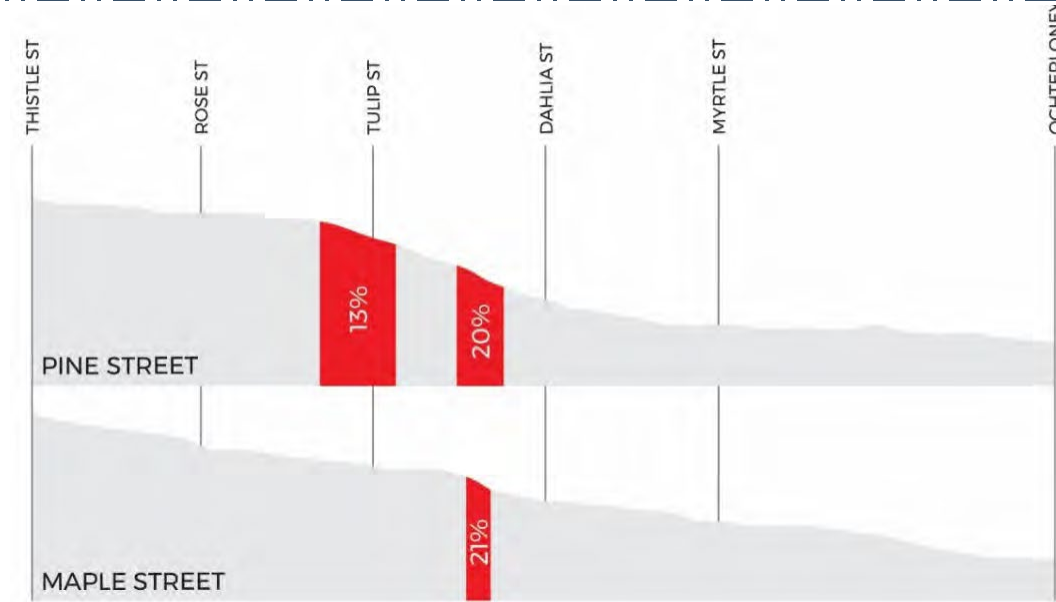 THISTLE ST
ROSE ST
TULIP ST
DAHLIA ST
MYRTLE ST
13%
20%
PINE STREET
21%
MAPLE STREET